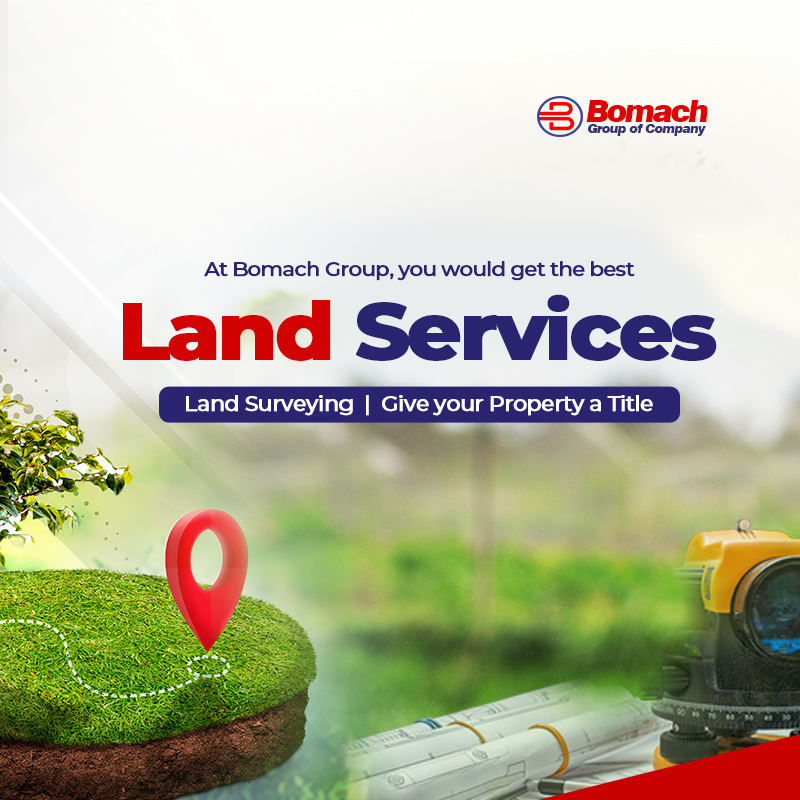 Bomach
Group of Company
At Bomach Group, you would get the best
Land Services
Land Surveying | Give your Property a Title